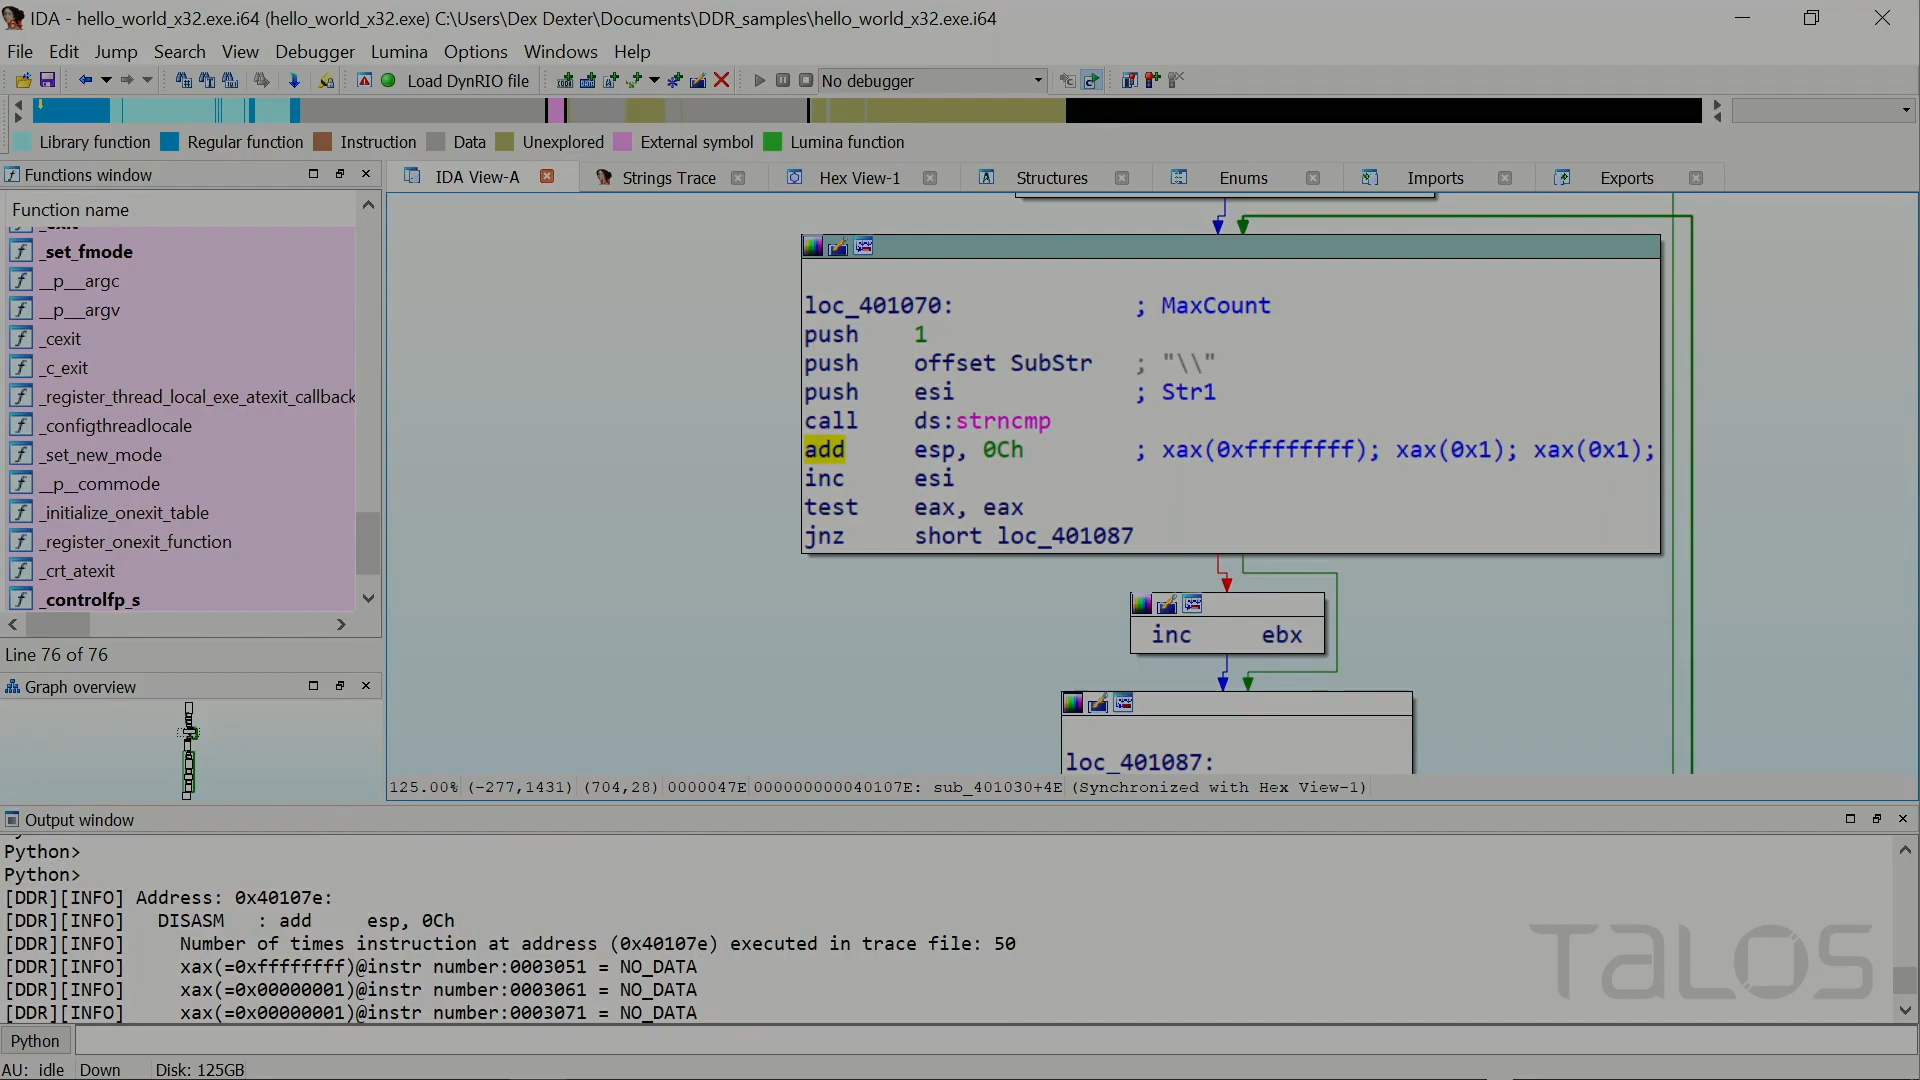 IDA - hello_world_x32.exe.i64 (hello_world_x32.exe) C:\Users\Dex Dexter\Documents\DDR_samples\hello_world_x32.exe.i64
File Edit Jump Search View Debugger Lumina Options Windows Help
Load DynRIO file No debugger
Library function Regular function Instruction Data Unexplored External symbol Lumina function
Functions window
IDA View-A Strings Trace Hex View-1 Structures Enums Imports Exports
Function name
_set_fmode
__p___argc
__p___argv
_cexit
_c_exit
_register_thread_local_exe_atexit_callback
_configthreadlocale
_set_new_mode
__p__commode
_initialize_onexit_table
_register_onexit_function
_crt_atexit
_controlfp_s
Line 76 of 76
Graph overview
loc_401070: ; MaxCount
push 1
push offset SubStr ; "\\"
push esi ; Str1
call ds:strncmp
add esp, 0Ch ; xax(0xffffffff); xax(0x1); xax(0x1);
inc esi
test eax, eax
jnz short loc_401087
inc ebx
loc_401087:
125.00% (-277,1431) (704,28) 0000047E 000000000040107E: sub_401030+4E (Synchronized with Hex View-1)
Output window
Python>
Python>
[DDR][INFO] Address: 0x40107e:
[DDR][INFO] DISASM : add esp, 0Ch
[DDR][INFO] Number of times instruction at address (0x40107e) executed in trace file: 50
[DDR][INFO] xax(=0xffffffff)@instr number:0003051 = NO_DATA
[DDR][INFO] xax(=0x00000001)@instr number:0003061 = NO_DATA
[DDR][INFO] xax(=0x00000001)@instr number:0003071 = NO_DATA
TALOS
Python
AU: idle Down Disk: 125GB